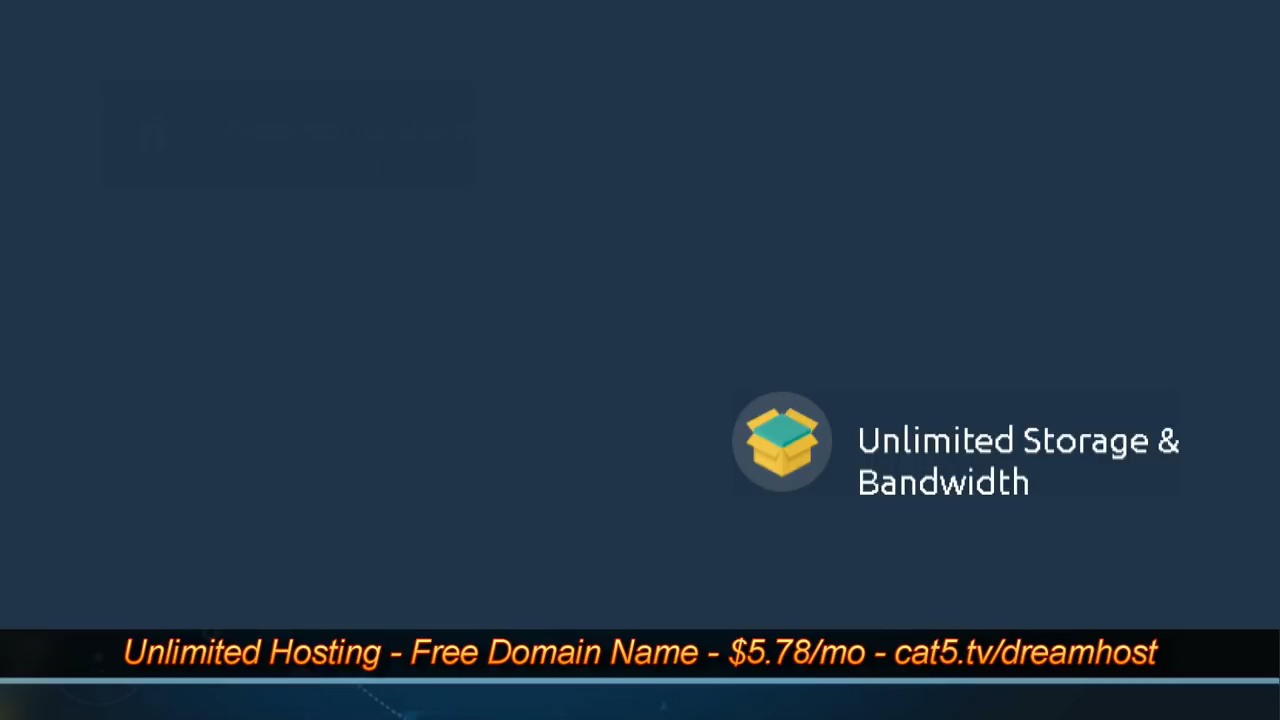 Unlimited Storage &
Bandwidth
Unlimited Hosting - Free Domain Name - $5.78/mo - cat5.tv/dreamhost